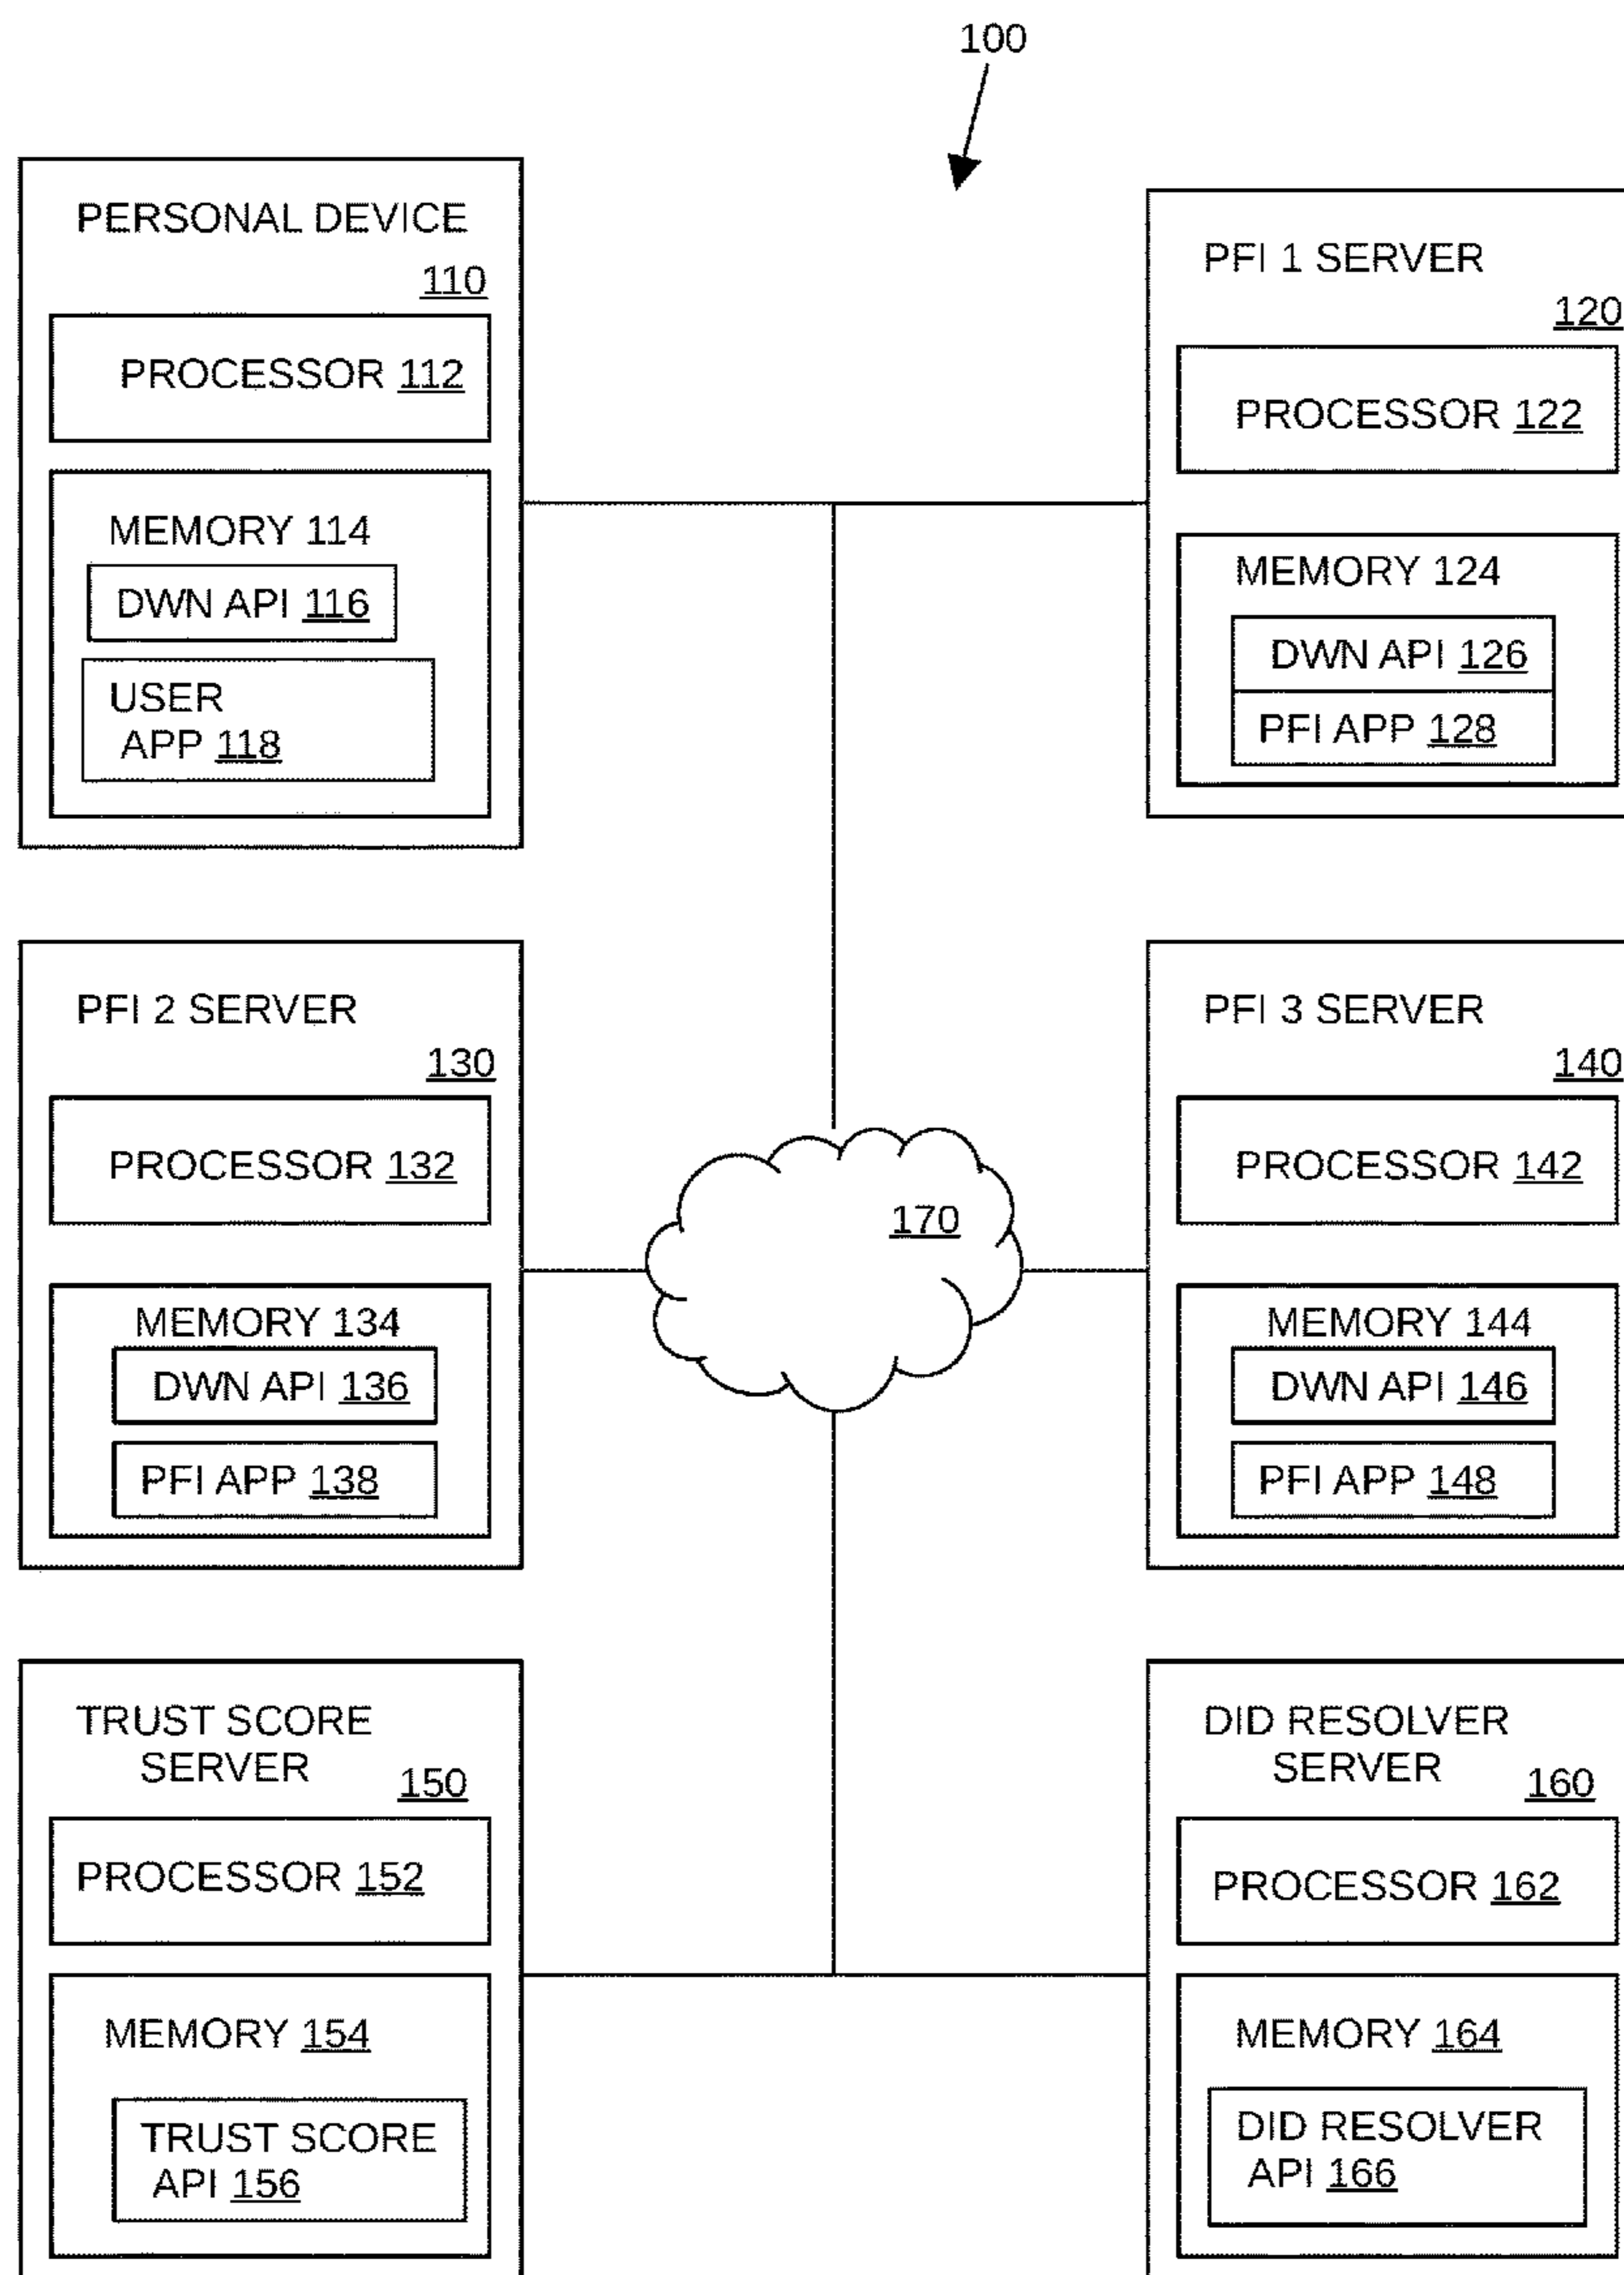 100
PERSONAL DEVICE
110
PROCESSOR 112
MEMORY 114
DWN API 116
USER
APP 118
PFI 1 SERVER
120
PROCESSOR 122
MEMORY 124
DWN API 126
PFI APP 128
PFI 2 SERVER
130
PROCESSOR 132
MEMORY 134
DWN API 136
PFI APP 138
170
PFI 3 SERVER
140
PROCESSOR 142
MEMORY 144
DWN API 146
PFI APP 148
TRUST SCORE
SERVER
150
PROCESSOR 152
MEMORY 154
TRUST SCORE
API 156
DID RESOLVER
SERVER
160
PROCESSOR 162
MEMORY 164
DID RESOLVER
API 166